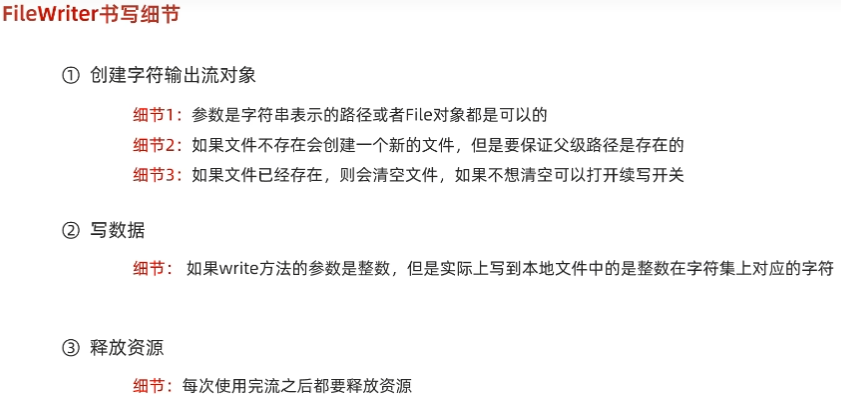 FileWriter书写细节
① 创建字符输出流对象
细节1：参数是字符串表示的路径或者File对象都是可以的
细节2：如果文件不存在会创建一个新的文件，但是要保证父级路径是存在的
细节3：如果文件已经存在，则会清空文件，如果不想清空可以打开续写开关
② 写数据
细节： 如果write方法的参数是整数，但是实际上写到本地文件中的是整数在字符集上对应的字符
③ 释放资源
细节：每次使用完流之后都要释放资源